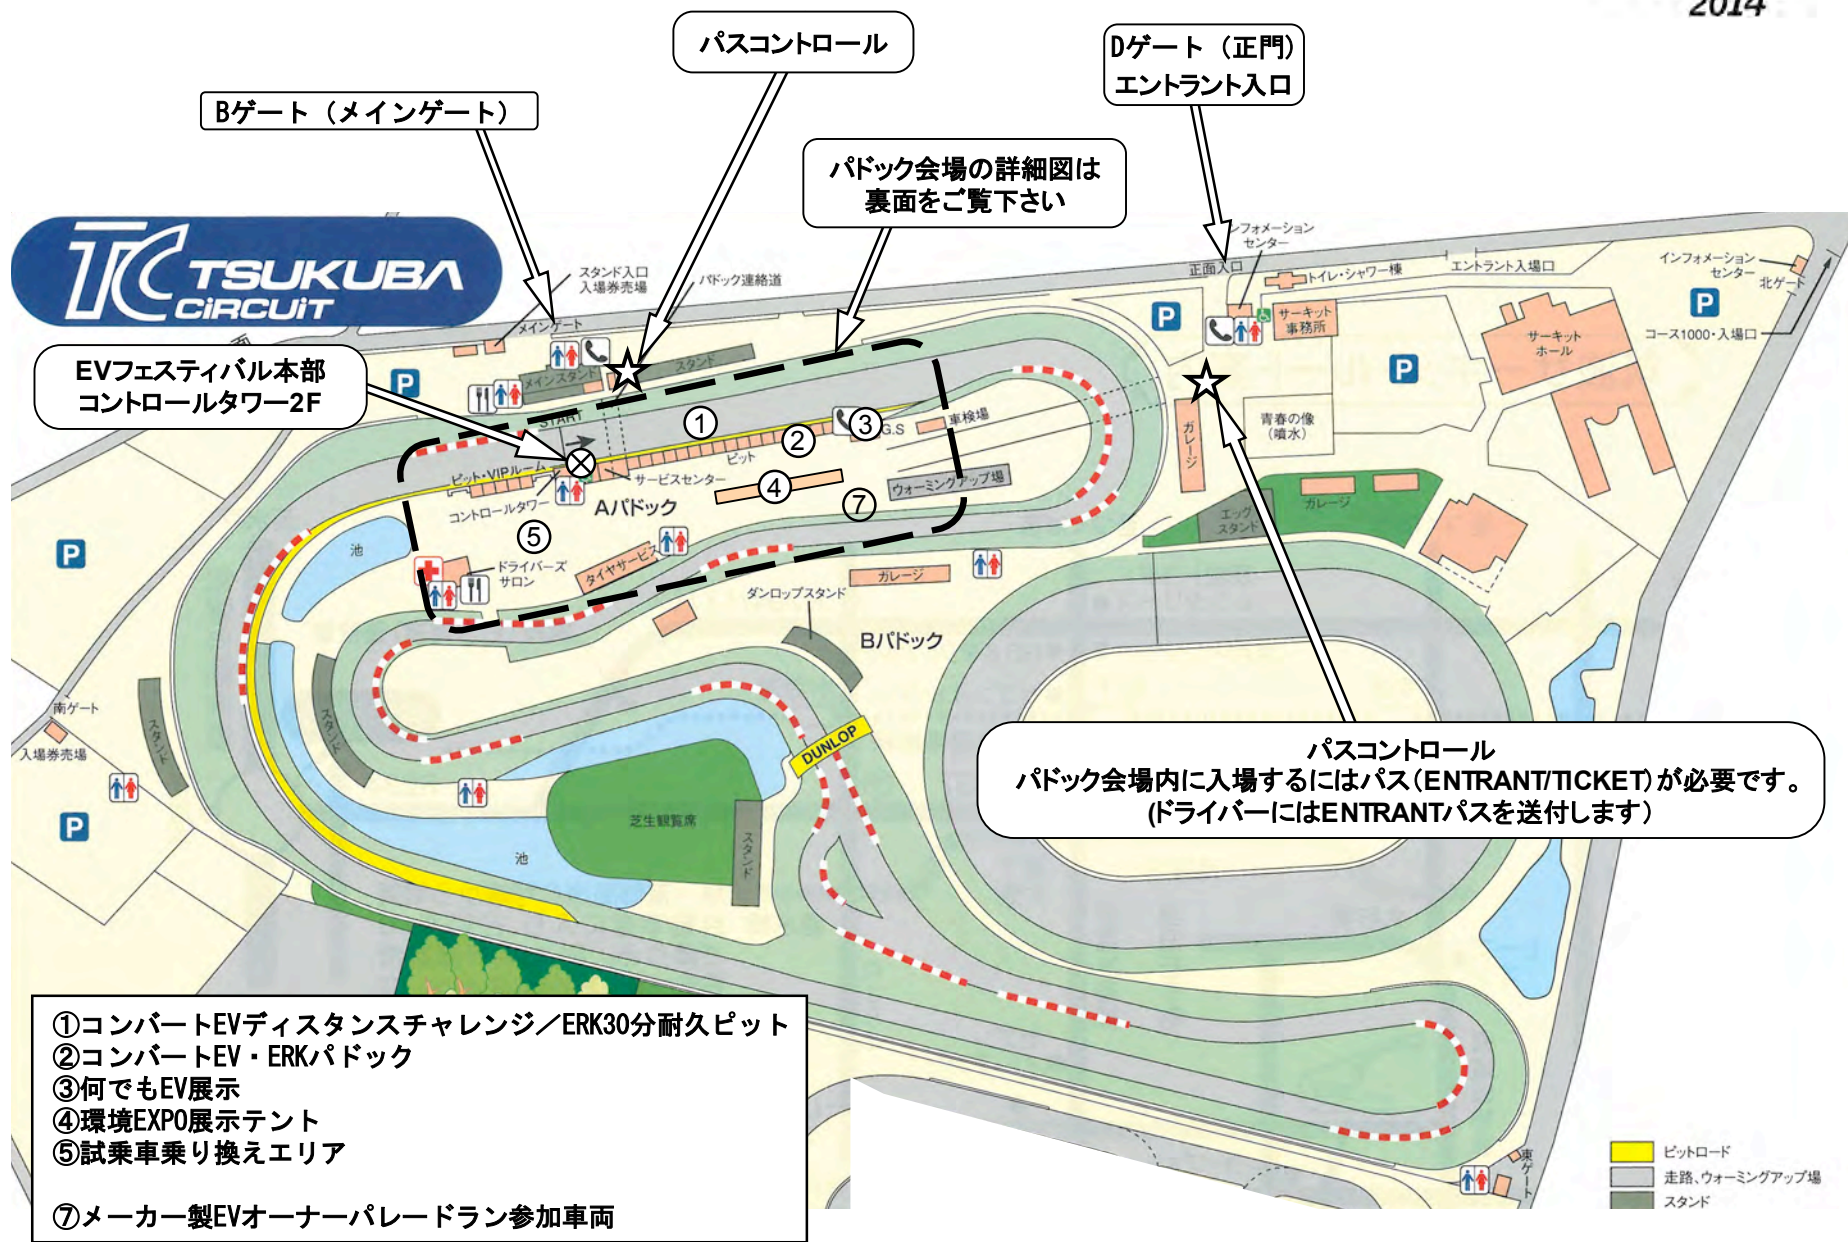 2014
パスコントロール
Dゲート（正門）
エントラント入口
Bゲート（メインゲート）
パドック会場の詳細図は
裏面をご覧下さい
TC TSUKUBA
CiRCUiT
スタンド入口
入場券売場
パドック連絡道
メインゲート
正面入口
インフォメーション
センター
トイレ・シャワー棟
エントラント入場口
インフォメーション
センター
北ゲート
コース1000・入場口
P
P
P
P
サーキット
事務所
サーキット
ホール
EVフェスティバル本部
コントロールタワー2F
メインスタンド
スタンド
START
①
②
③
G.S
車検場
青春の像
(噴水)
ガレージ
ピット・VIPルーム
ピット
サービスセンター
④
ウォーミングアップ場
コントロールタワー
Aパドック
⑦
⑤
エッグ
スタンド
ガレージ
P
池
ドライバーズ
サロン
タイヤサービス
ガレージ
ダンロップスタンド
Bパドック
南ゲート
入場券売場
スタンド
スタンド
DUNLOP
P
芝生観覧席
スタンド
池
パスコントロール
パドック会場内に入場するにはパス(ENTRANT/TICKET)が必要です。
(ドライバーにはENTRANTパスを送付します)
①コンバートEVディスタンスチャレンジ／ERK30分耐久ピット
②コンバートEV・ERKパドック
③何でもEV展示
④環境EXPO展示テント
⑤試乗車乗り換えエリア
⑦メーカー製EVオーナーパレードラン参加車両
東ゲート
ピットロード
走路、ウォーミングアップ場
スタンド